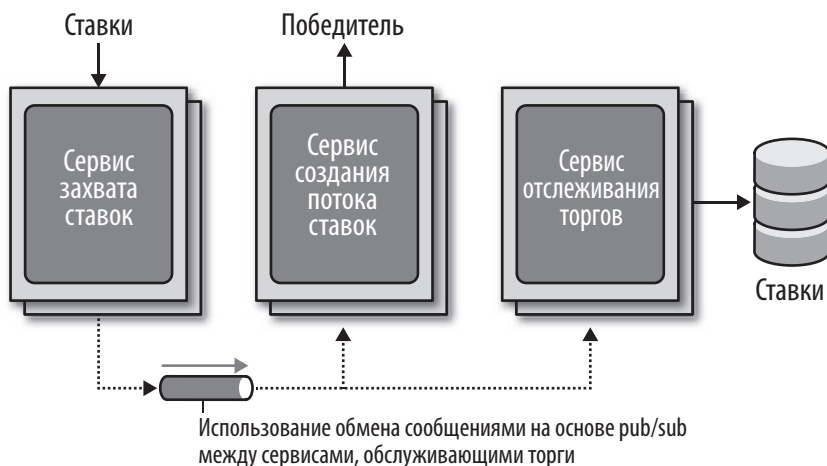 Ставки
Победитель
Сервис
захвата
ставок
Сервис
создания
потока
ставок
Сервис
отслеживания
торгов
Ставки
Использование обмена сообщениями на основе pub/sub
между сервисами, обслуживающими торги